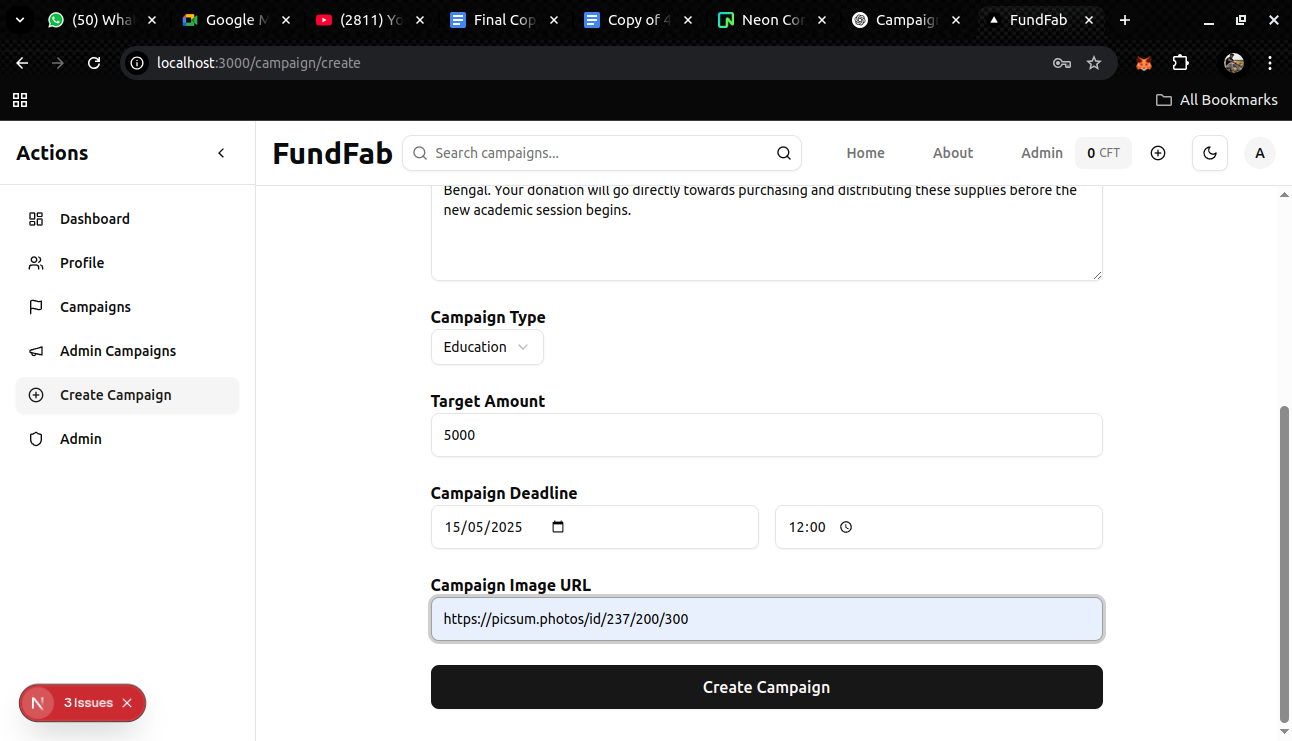 (50) Wha
Google M
(2811) Yo
Final Cop
Copy of 4
Neon Co
Campaig
FundFab
localhost:3000/campaign/create
All Bookmarks
Actions
FundFab
Search campaigns...
Home
About
Admin
0 CFT
A
Dashboard
Profile
Campaigns
Admin Campaigns
Create Campaign
Admin
Bengal. Your donation will go directly towards purchasing and distributing these supplies before the
new academic session begins.
Campaign Type
Education
Target Amount
5000
Campaign Deadline
15/05/2025
12:00
Campaign Image URL
https://picsum.photos/id/237/200/300
Create Campaign
N 3 Issues